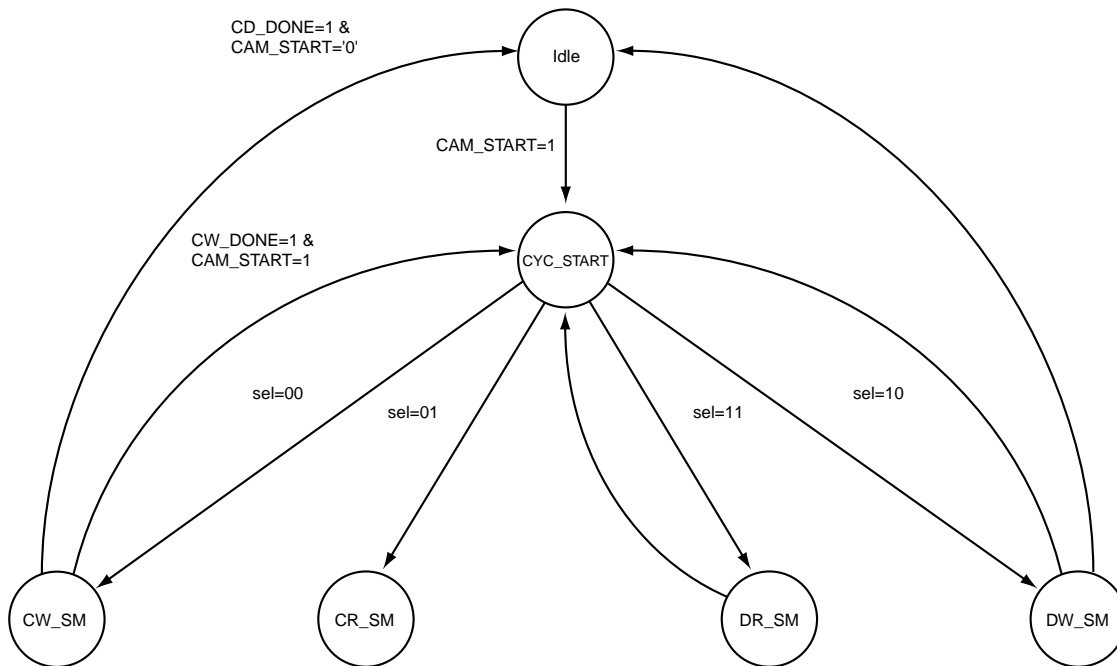 CD_DONE=1 &
CAM_START='0'
Idle
CAM_START=1
CW_DONE=1 &
CAM_START=1
CYC_START
sel=00
sel=01
sel=11
sel=10
CW_SM
CR_SM
DR_SM
DW_SM